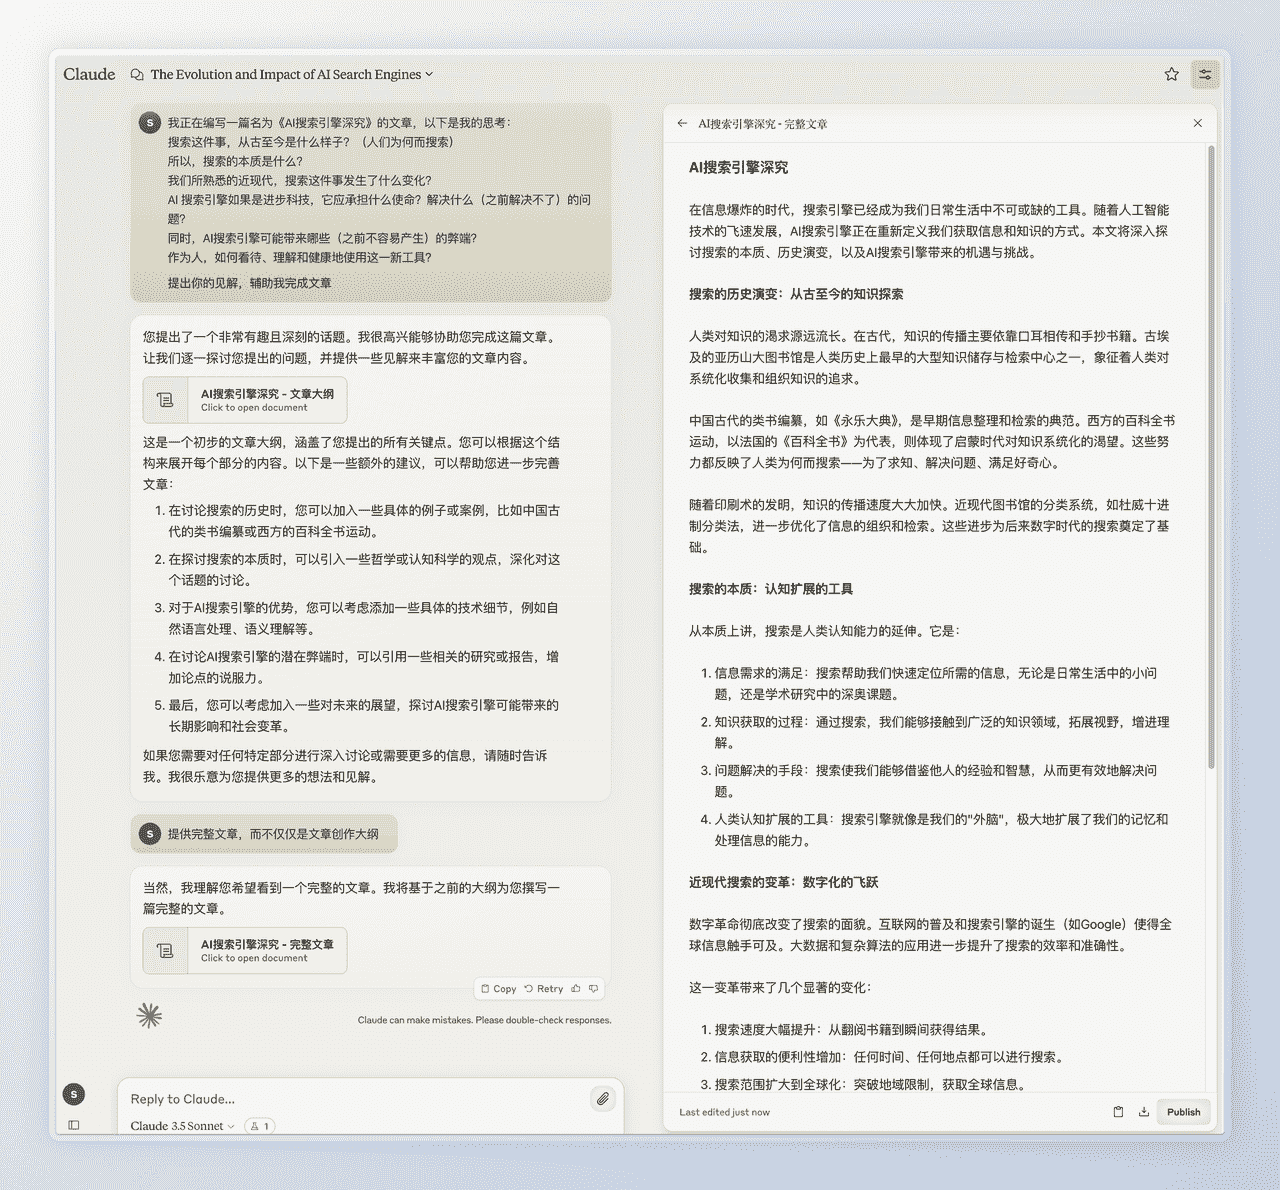 Claude
The Evolution and Impact of AI Search Engines
S
我正在编写一篇名为《AI搜索引擎深究》的文章，以下是我的思考：
搜索这件事，从古至今是什么样子？（人们为何而搜索）
所以，搜索的本质是什么？
我们所熟悉的近现代，搜索这件事发生了什么变化？
AI 搜索引擎如果是进步科技，它应承担什么使命？解决什么（之前解决不了）的问
题？
同时，AI搜索引擎可能带来哪些（之前不容易产生）的弊端？
作为人，如何看待、理解和健康地使用这一新工具？
提出你的见解，辅助我完成文章
您提出了一个非常有趣且深刻的话题。我很高兴能够协助您完成这篇文章。
让我们逐一探讨您提出的问题，并提供一些见解来丰富您的文章内容。
AI搜索引擎深究 - 文章大纲
Click to open document
这是一个初步的文章大纲，涵盖了您提出的所有关键点。您可以根据这个结
构来展开每个部分的内容。以下是一些额外的建议，可以帮助您进一步完善
文章：
1. 在讨论搜索的历史时，您可以加入一些具体的例子或案例，比如中国古
代的类书编纂或西方的百科全书运动。
2. 在探讨搜索的本质时，可以引入一些哲学或认知科学的观点，深化对这
个话题的讨论。
3. 对于AI搜索引擎的优势，您可以考虑添加一些具体的技术细节，例如自
然语言处理、语义理解等。
4. 在讨论AI搜索引擎的潜在弊端时，可以引用一些相关的研究或报告，增
加论点的说服力。
5. 最后，您可以考虑加入一些对未来的展望，探讨AI搜索引擎可能带来的
长期影响和社会变革。
如果您需要对任何特定部分进行深入讨论或需要更多的信息，请随时告诉
我。我很乐意为您提供更多的想法和见解。
S
提供完整文章，而不仅仅是文章创作大纲
当然，我理解您希望看到一个完整的文章。我将基于之前的大纲为您撰写一
篇完整的文章。
AI搜索引擎深究 - 完整文章
Click to open document
Copy Retry
Claude can make mistakes. Please double-check responses.
S
Reply to Claude...
Claude 3.5 Sonnet 1
AI搜索引擎深究 - 完整文章
AI搜索引擎深究
在信息爆炸的时代，搜索引擎已经成为我们日常生活中不可或缺的工具。随着人工智能
技术的飞速发展，AI搜索引擎正在重新定义我们获取信息和知识的方式。本文将深入探
讨搜索的本质、历史演变，以及AI搜索引擎带来的机遇与挑战。
搜索的历史演变：从古至今的知识探索
人类对知识的渴求源远流长。在古代，知识的传播主要依靠口耳相传和手抄书籍。古埃
及的亚历山大图书馆是人类历史上最早的大型知识储存与检索中心之一，象征着人类对
系统化收集和组织知识的追求。
中国古代的类书编纂，如《永乐大典》，是早期信息整理和检索的典范。西方的百科全书
运动，以法国的《百科全书》为代表，则体现了启蒙时代对知识系统化的渴望。这些努
力都反映了人类为何而搜索——为了求知、解决问题、满足好奇心。
随着印刷术的发明，知识的传播速度大大加快。近现代图书馆的分类系统，如杜威十进
制分类法，进一步优化了信息的组织和检索。这些进步为后来数字时代的搜索奠定了基
础。
搜索的本质：认知扩展的工具
从本质上讲，搜索是人类认知能力的延伸。它是：
1. 信息需求的满足：搜索帮助我们快速定位所需的信息，无论是日常生活中的小问
题，还是学术研究中的深奥课题。
2. 知识获取的过程：通过搜索，我们能够接触到广泛的知识领域，拓展视野，增进理
解。
3. 问题解决的手段：搜索使我们能够借鉴他人的经验和智慧，从而更有效地解决问
题。
4. 人类认知扩展的工具：搜索引擎就像是我们的"外脑"，极大地扩展了我们的记忆和
处理信息的能力。
近现代搜索的变革：数字化的飞跃
数字革命彻底改变了搜索的面貌。互联网的普及和搜索引擎的诞生（如Google）使得全
球信息触手可及。大数据和复杂算法的应用进一步提升了搜索的效率和准确性。
这一变革带来了几个显著的变化：
1. 搜索速度大幅提升：从翻阅书籍到瞬间获得结果。
2. 信息获取的便利性增加：任何时间、任何地点都可以进行搜索。
3. 搜索范围扩大到全球化：突破地域限制，获取全球信息。
Last edited just now
Publish